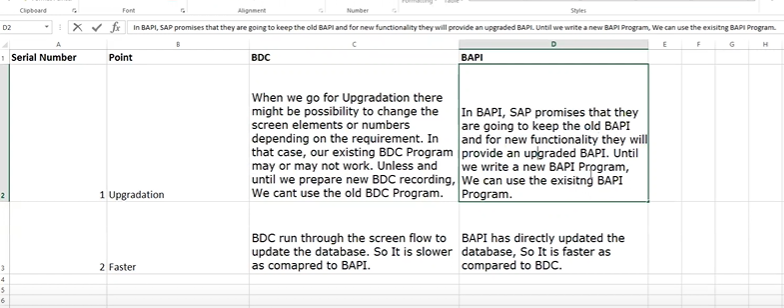 Clipboard Font Alignment Number Styles
D2 fx In BAPI, SAP promises that they are going to keep the old BAPI and for new functionality they will provide an upgraded BAPI. Until we write a new BAPI Program, We can use the exisitng BAPI Program.
A B C D E F G H
1 Serial Number Point BDC BAPI
When we go for Upgradation there
might be possibility to change the
screen elements or numbers
depending on the requirement. In
that case, our existing BDC Program
may or may not work. Unless and
until we prepare new BDC recording,
We cant use the old BDC Program.
In BAPI, SAP promises that they
are going to keep the old BAPI
and for new functionality they will
provide an upgraded BAPI. Until
we write a new BAPI Program,
We can use the exisitng BAPI
Program.
2 1 Upgradation
BDC run through the screen flow to
update the database. So It is slower
as comapred to BAPI.
BAPI has directly updated the
database, So It is faster as
compared to BDC.
3 2 Faster
4
5
6